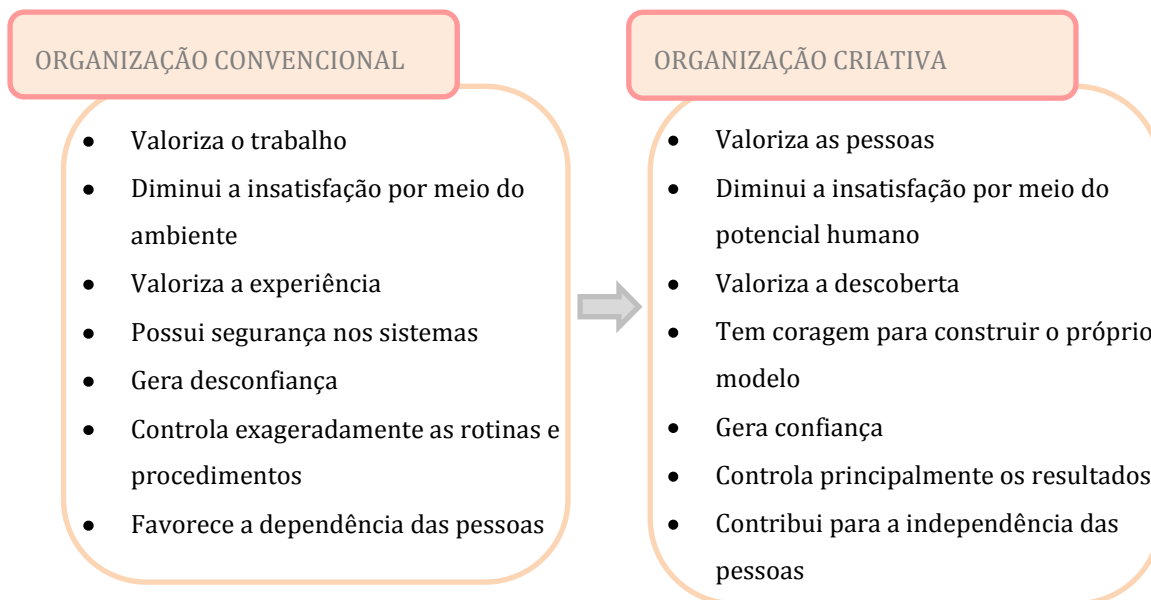 ORGANIZAÇÃO CONVENCIONAL
• Valoriza o trabalho
• Diminui a insatisfação por meio do
ambiente
• Valoriza a experiência
• Possui segurança nos sistemas
• Gera desconfiança
• Controla exageradamente as rotinas e
procedimentos
• Favorece a dependência das pessoas
ORGANIZAÇÃO CRIATIVA
• Valoriza as pessoas
• Diminui a insatisfação por meio do
potencial humano
• Valoriza a descoberta
• Tem coragem para construir o próprio
modelo
• Gera confiança
• Controla principalmente os resultados
• Contribui para a independência das
pessoas